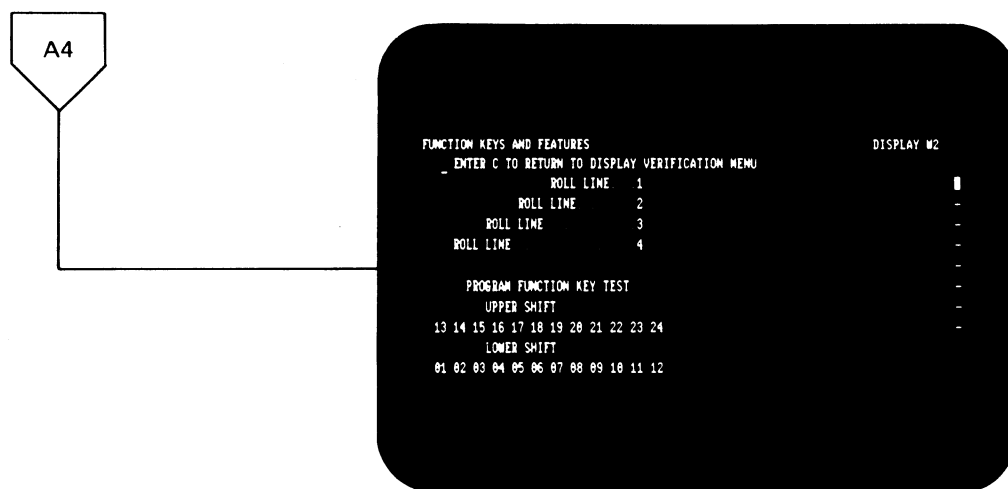 A4
FUNCTION KEYS AND FEATURES DISPLAY W2
_ ENTER C TO RETURN TO DISPLAY VERIFICATION MENU
ROLL LINE 1
ROLL LINE 2
ROLL LINE 3
ROLL LINE 4
PROGRAM FUNCTION KEY TEST
UPPER SHIFT
13 14 15 16 17 18 19 20 21 22 23 24
LOWER SHIFT
01 02 03 04 05 06 07 08 09 10 11 12